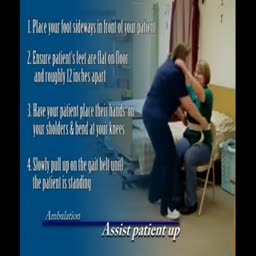 1. Place your foot sideways in front of your patient
2. Ensure patient's feet are flat on floor
and roughly 12 inches apart
3. Have your patient place their hands on
your sholders & bend at your knees
4. Slowly pull up on the gait belt until
the patient is standing
Ambulation
Assist patient up